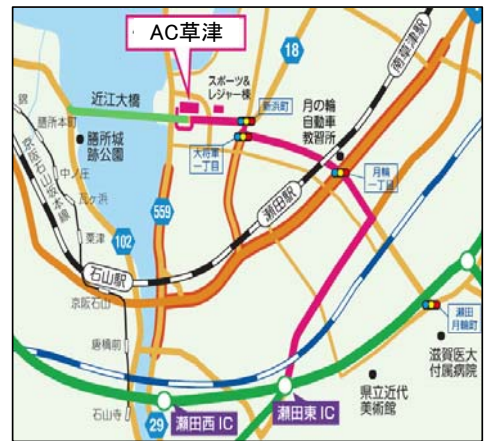 AC草津
南草津駅
18
スポーツ&
レジャー棟
近江大橋
新浜町
月の輪
自動車
教習所
錦
膳所本町
大将軍
一丁目
膳所城
跡公園
月輪
一丁目
中ノ庄
瓦ヶ浜
京阪石山坂本線
瀬田駅
559
粟津
102
石山駅
京阪石山
瀬田
月輪町
唐橋前
滋賀医大
付属病院
県立近代
美術館
瀬田東IC
瀬田西IC
29
石山寺